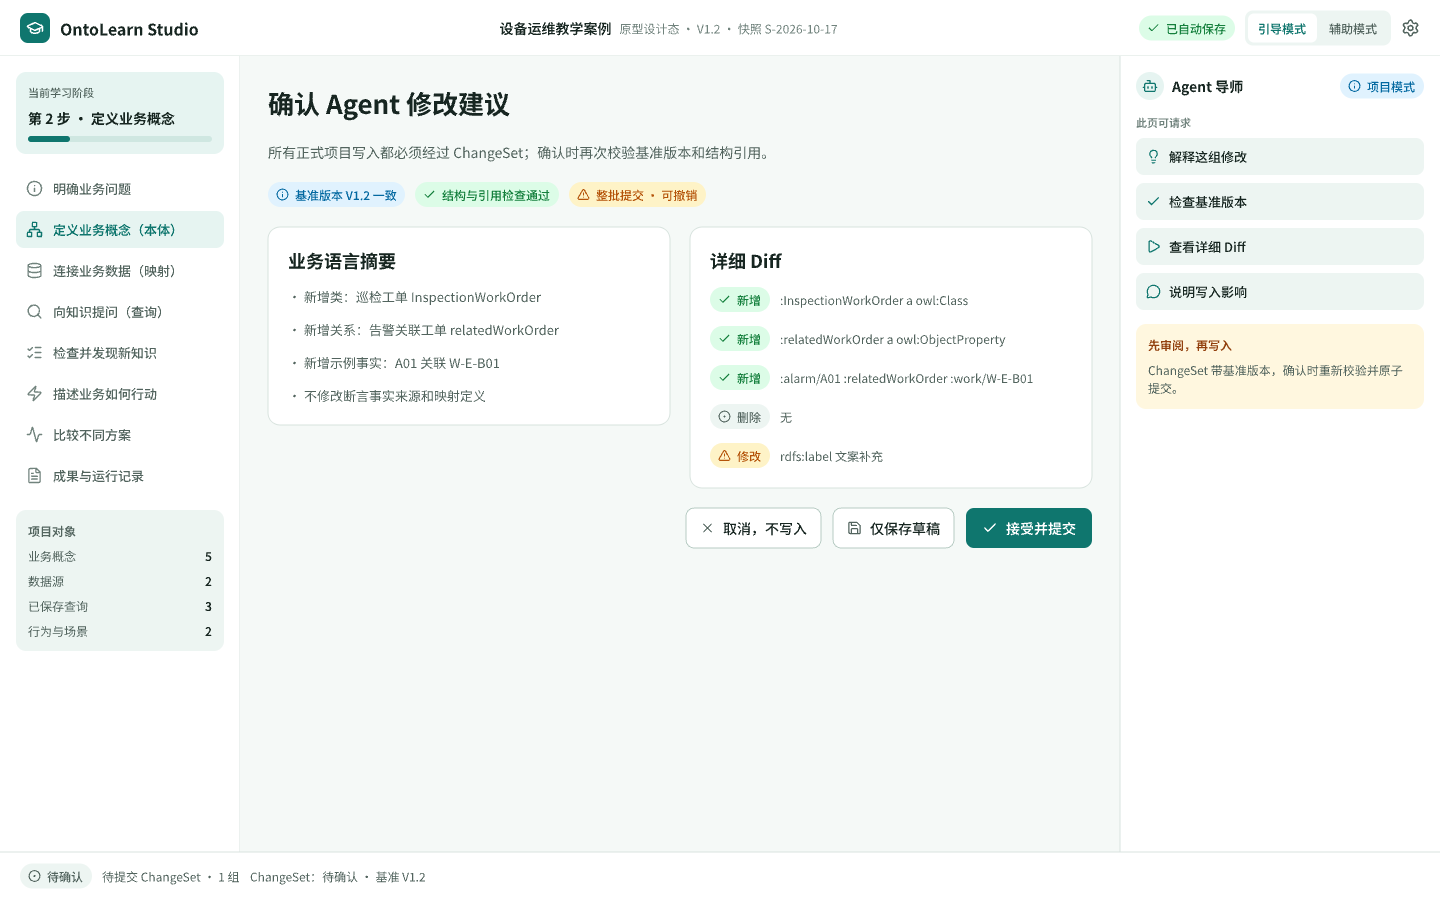 OntoLearn Studio
设备运维教学案例 原型设计态 • V1.2 • 快照 S-2026-10-17
已自动保存
引导模式
辅助模式
当前学习阶段
第 2 步 • 定义业务概念
明确业务问题
定义业务概念（本体）
连接业务数据（映射）
向知识提问（查询）
检查并发现新知识
描述业务如何行动
比较不同方案
成果与运行记录
项目对象
业务概念 5
数据源 2
已保存查询 3
行为与场景 2
确认 Agent 修改建议
所有正式项目写入都必须经过 ChangeSet；确认时再次校验基准版本和结构引用。
基准版本 V1.2 一致
结构与引用检查通过
整批提交 • 可撤销
业务语言摘要
• 新增类：巡检工单 InspectionWorkOrder
• 新增关系：告警关联工单 relatedWorkOrder
• 新增示例事实：A01 关联 W-E-B01
• 不修改断言事实来源和映射定义
详细 Diff
新增 :InspectionWorkOrder a owl:Class
新增 :relatedWorkOrder a owl:ObjectProperty
新增 :alarm/A01 :relatedWorkOrder :work/W-E-B01
删除 无
修改 rdfs:label 文案补充
取消，不写入
仅保存草稿
接受并提交
Agent 导师
项目模式
此页可请求
解释这组修改
检查基准版本
查看详细 Diff
说明写入影响
先审阅，再写入
ChangeSet 带基准版本，确认时重新校验并原子
提交。
待确认
待提交 ChangeSet • 1 组 ChangeSet：待确认 • 基准 V1.2